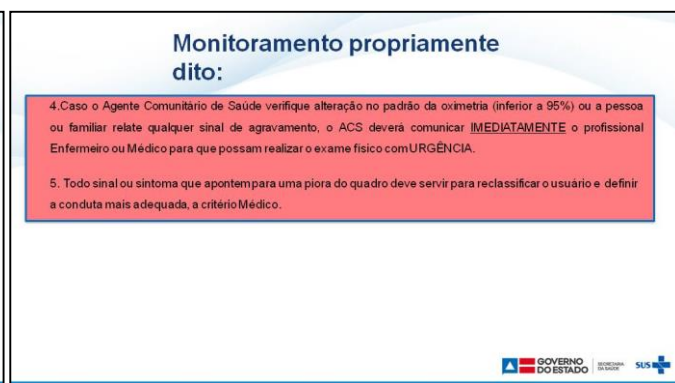 Monitoramento propriamente
dito:
4.Caso o Agente Comunitário de Saúde verifique alteração no padrão da oximetria (inferior a 95%) ou a pessoa
ou familiar relate qualquer sinal de agravamento, o ACS deverá comunicar IMEDIATAMENTE o profissional
Enfermeiro ou Médico para que possam realizar o exame físico com URGÊNCIA.
5. Todo sinal ou sintoma que apontem para uma piora do quadro deve servir para reclassificar o usuário e definir
a conduta mais adequada, a critério Médico.
GOVERNO
DO ESTADO
SECRETARIA
DA SAÚDE
SUS